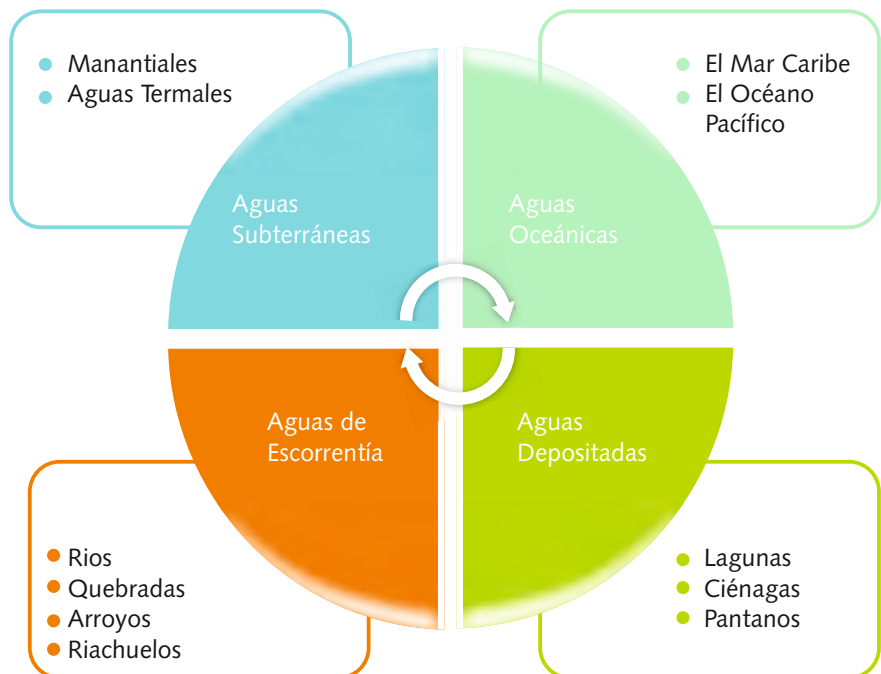 Manantiales
Aguas Termales
El Mar Caribe
El Océano
Pacífico
Aguas
Subterráneas
Aguas
Oceánicas
Aguas de
Escorrentía
Aguas
Depositadas
Rios
Quebradas
Arroyos
Riachuelos
Lagunas
Ciénagas
Pantanos